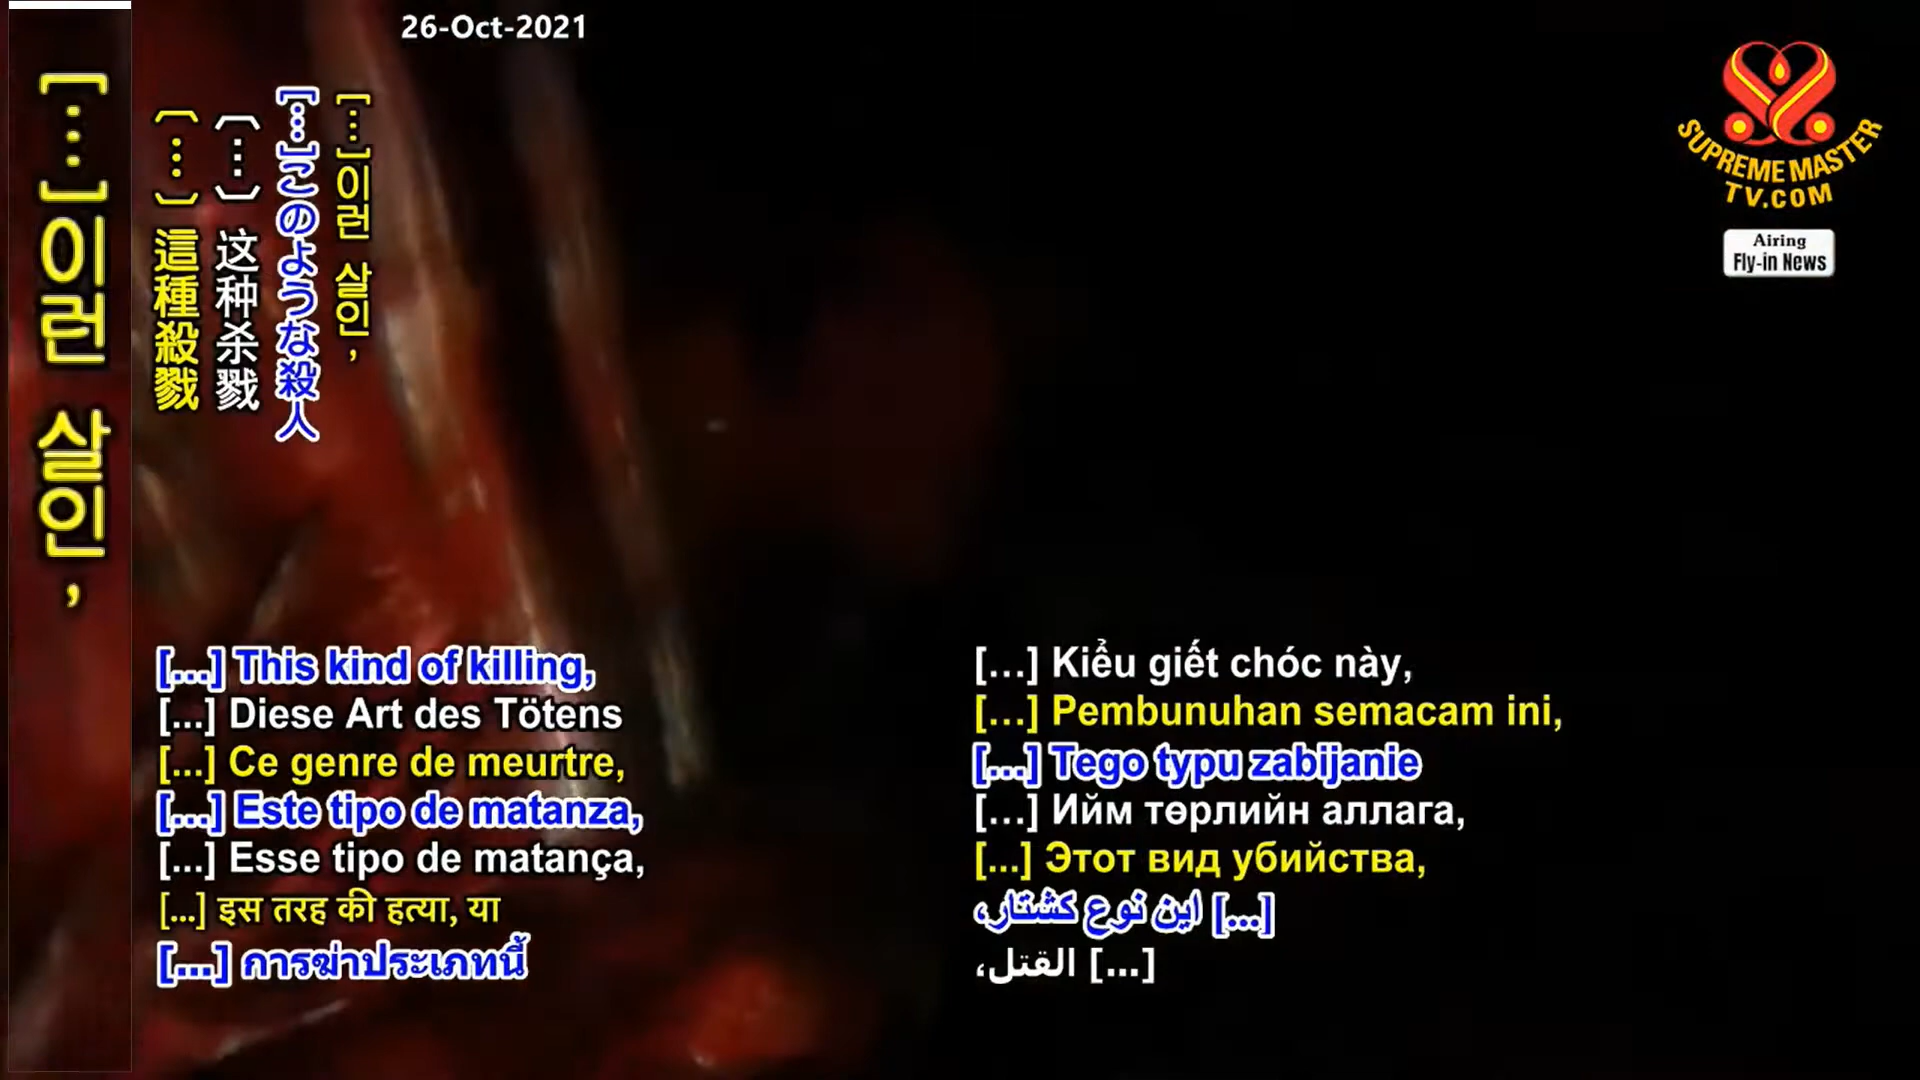 26-Oct-2021
SUPREME MASTER
TV.COM
Airing
Fly-in News
[...]이런 살인,
[...]이런 살인,
[...]このような殺人
〔...〕这种杀戮
〔...〕這種殺戮
[...] This kind of killing,
[...] Diese Art des Tötens
[...] Ce genre de meurtre,
[...] Este tipo de matanza,
[...] Esse tipo de matança,
[...] इस तरह की हत्या, या
[...] การฆ่าประเภทนี้
[...] Kiểu giết chóc này,
[...] Pembunuhan semacam ini,
[...] Tego typu zabijanie
[...] Ийм төрлийн аллага,
[...] Этот вид убийства,
[...] این نوع کشتار،
[...] القتل،